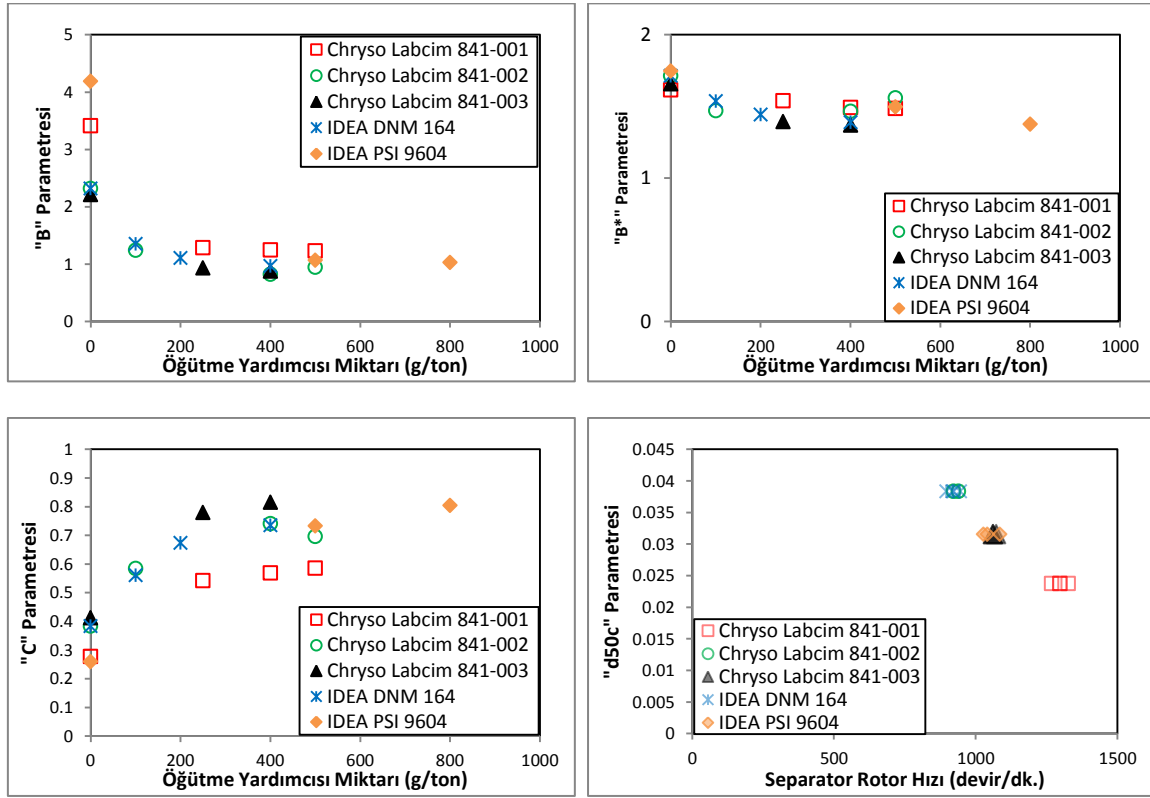 5
4
3
2
1
0
"B" Parametresi
Chryso Labcim 841-001
Chryso Labcim 841-002
Chryso Labcim 841-003
IDEA DNM 164
IDEA PSI 9604
0 200 400 600 800 1000
Öğütme Yardımcısı Miktarı (g/ton)
2
1
0
"B*" Parametresi
Chryso Labcim 841-001
Chryso Labcim 841-002
Chryso Labcim 841-003
IDEA DNM 164
IDEA PSI 9604
0 200 400 600 800 1000
Öğütme Yardımcısı Miktarı (g/ton)
1
0.9
0.8
0.7
0.6
0.5
0.4
0.3
0.2
0.1
0
"C" Parametresi
Chryso Labcim 841-001
Chryso Labcim 841-002
Chryso Labcim 841-003
IDEA DNM 164
IDEA PSI 9604
0 200 400 600 800 1000
Öğütme Yardımcısı Miktarı (g/ton)
0.045
0.04
0.035
0.03
0.025
0.02
0.015
0.01
0.005
0
"d50c" Parametresi
Chryso Labcim 841-001
Chryso Labcim 841-002
Chryso Labcim 841-003
IDEA DNM 164
IDEA PSI 9604
0 500 1000 1500
Separator Rotor Hızı (devir/dk.)